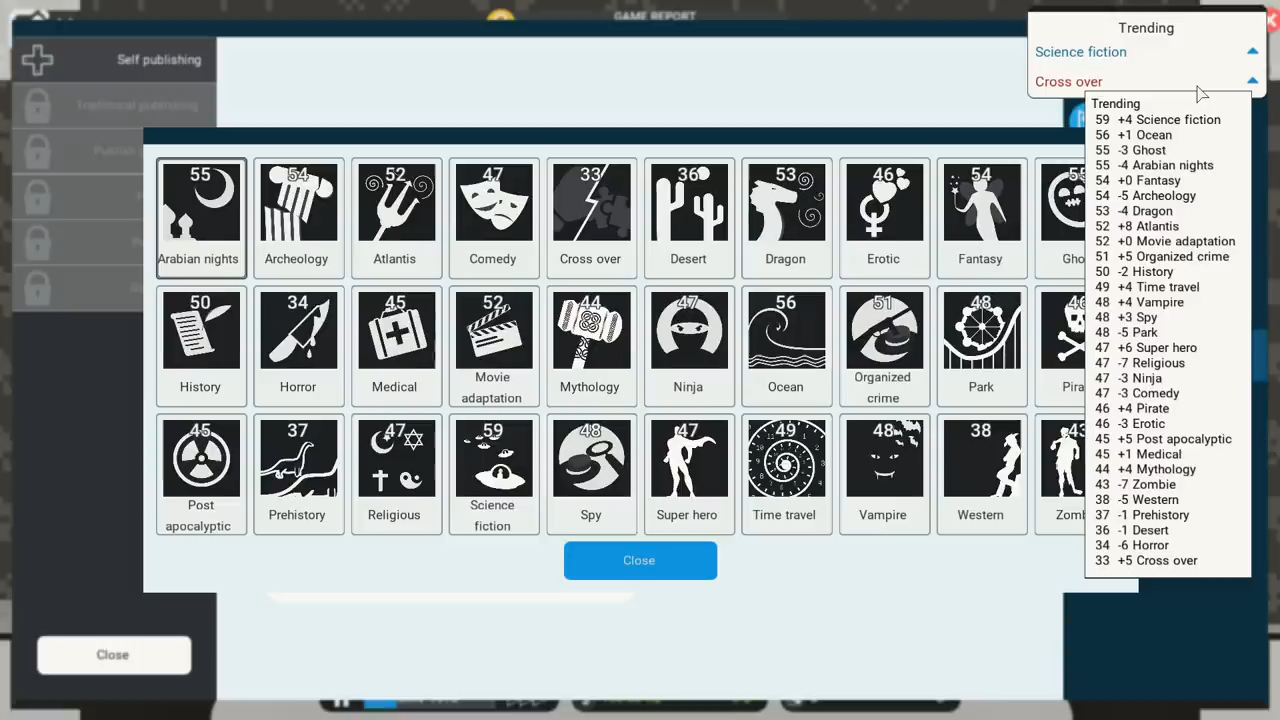 GAME REPORT
Self publishing
Traditional publishing
Trending
Science fiction
Cross over
Trending
59 +4 Science fiction
56 +1 Ocean
55 -3 Ghost
55 -4 Arabian nights
54 +0 Fantasy
54 -5 Archeology
53 -4 Dragon
52 +8 Atlantis
52 +0 Movie adaptation
51 +5 Organized crime
50 -2 History
49 +4 Time travel
48 +4 Vampire
48 +3 Spy
48 -5 Park
47 +6 Super hero
47 -7 Religious
47 -3 Ninja
47 -3 Comedy
46 +4 Pirate
46 -3 Erotic
45 +5 Post apocalyptic
45 +1 Medical
44 +4 Mythology
43 -7 Zombie
38 -5 Western
37 -1 Prehistory
36 -1 Desert
34 -6 Horror
33 +5 Cross over
55 54 52 47 33 36 53 46 54
Arabian nights Archeology Atlantis Comedy Cross over Desert Dragon Erotic Fantasy Gho
50 34 45 52 44 47 56 51 48
History Horror Medical Movie adaptation Mythology Ninja Ocean Organized crime Park Pira
45 37 47 59 48 47 49 48 38 43
Post apocalyptic Prehistory Religious Science fiction Spy Super hero Time travel Vampire Western Zom
Close
Close